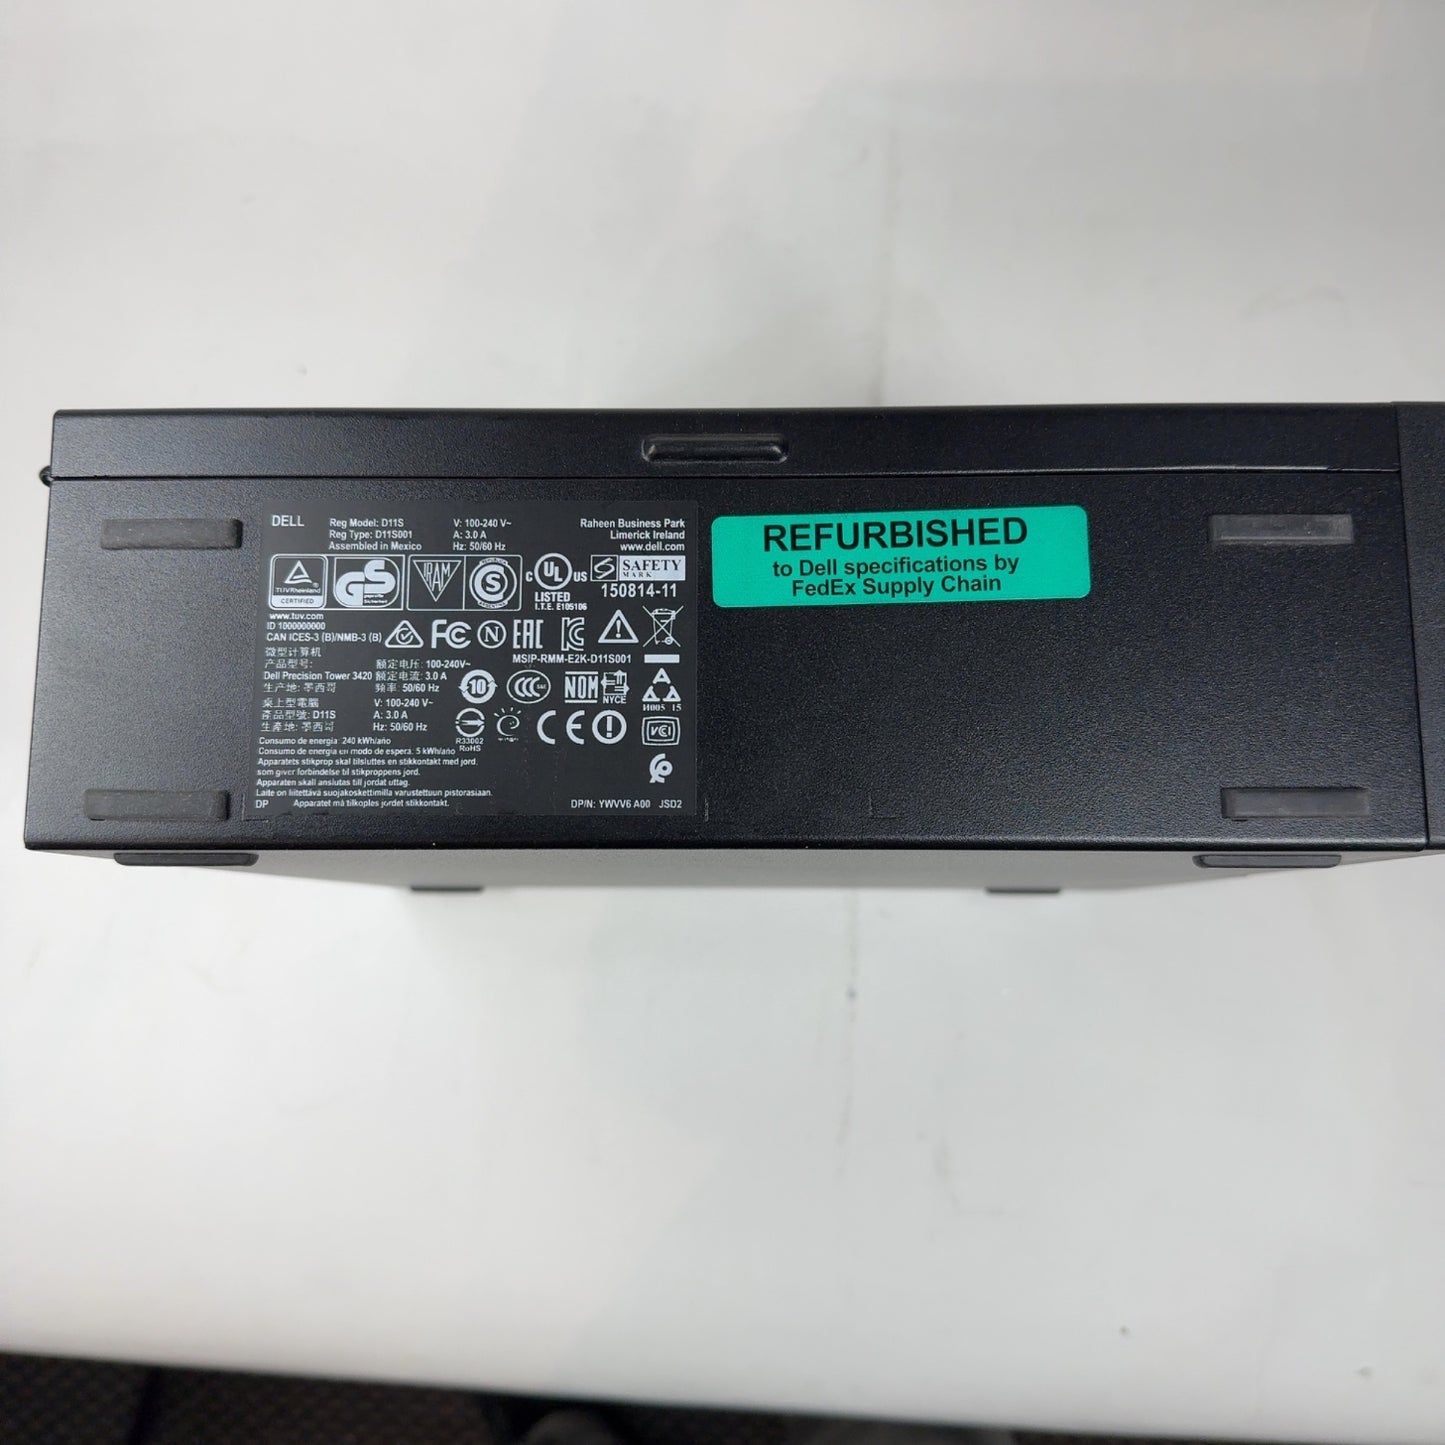 DELL
Reg Model: D11S
Reg Type: D11S001
Assembled in Mexico
V: 100-240 V~
A: 3.0 A
Hz: 50/60 Hz
Raheen Business Park
Limerick Ireland
www.dell.com
TÜVRheinland
CERTIFIED
GS
IRAM
S
C UL US
LISTED
I.T.E. E105106
SAFETY
MARK
150814-11
www.tuv.com
ID 1000000000
CAN ICES-3 (B)/NMB-3 (B)
FC
N
EAC
MSIP-RMM-E2K-D11S001
微型计算机
产品型号:
Dell Precision Tower 3420
生产地: 墨西哥
额定电压: 100-240V~
额定电流: 3.0 A
频率 50/60 Hz
10
CCC
NOM
NYCE
И005 15
桌上型電腦
產品型號: D11S
生產地: 墨西哥
V: 100-240 V~
A: 3.0 A
Hz: 50/60 Hz
R33002
RoHS
CE
VCI
Consumo de energía: 240 kWh/año
Consumo de energía en modo de espera: 5 kWh/año
Apparatets stikprop skal tilsluttes en stikkontakt med jord,
som giver forbindelse til stikproppens jord.
Apparaten skall anslutas till jordat uttag.
Laite on liitettävä suojakoskettimilla varustettuun pistorasiaan.
DP
Apparatet må tilkoples jordet stikkontakt.
DP/N: YWVV6 A00 JSD2
REFURBISHED
to Dell specifications by
FedEx Supply Chain